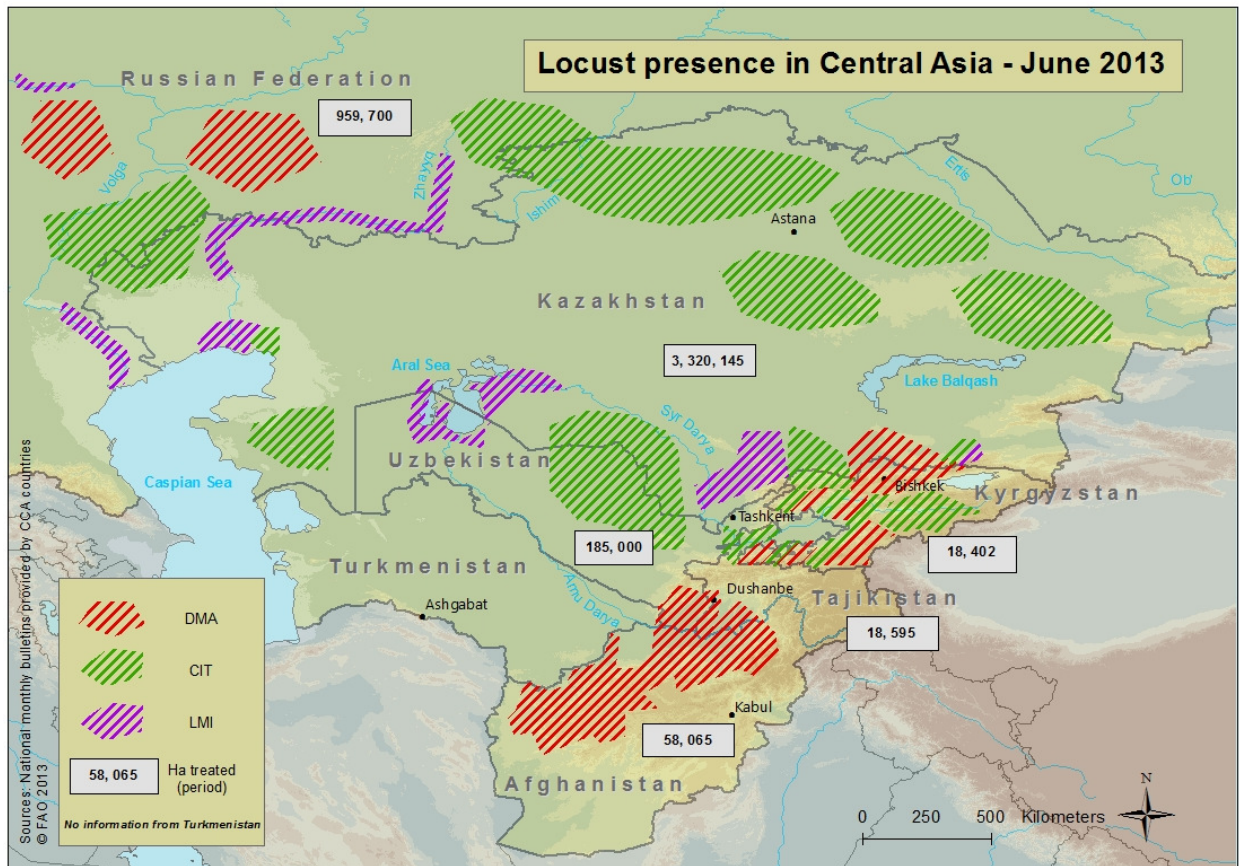 Locust presence in Central Asia - June 2013
Russian Federation
959, 700
Volga
Zhayyq
Ishim
Ertis
Ob'
Astana
Kazakhstan
3, 320, 145
Aral Sea
Lake Balqash
Syr Darya
Uzbekistan
Caspian Sea
Bishkek
Kyrgyzstan
Tashkent
185, 000
18, 402
Turkmenistan
Dushanbe
Tajikistan
Amu Darya
Ashgabat
18, 595
Kabul
58, 065
Afghanistan
DMA
CIT
LMI
58, 065
Ha treated
(period)
No information from Turkmenistan
Sources: National monthly bulletins provided by CCA countries
© FAO 2013
N
0 250 500 Kilometers